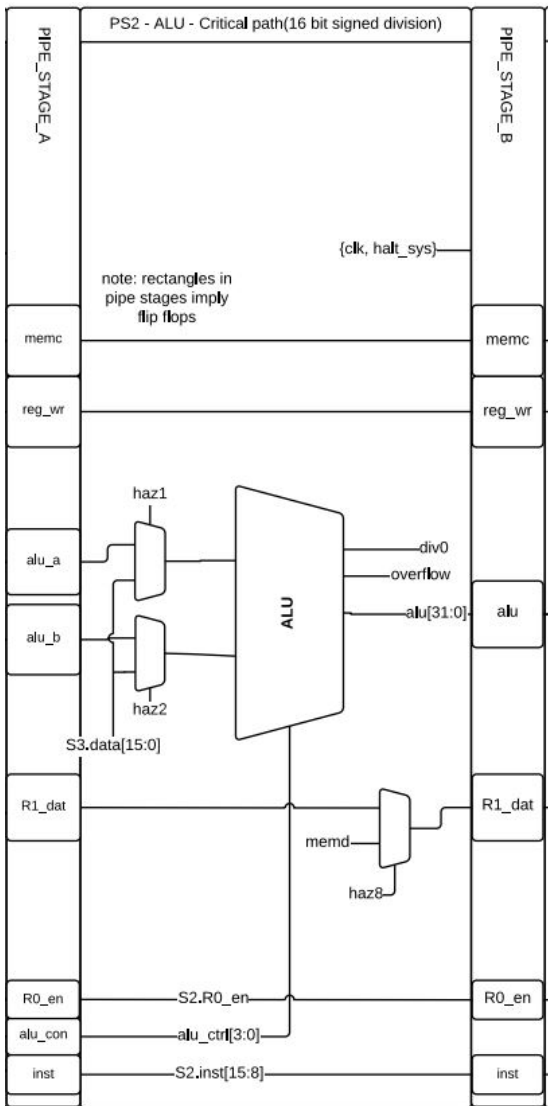 PS2 - ALU - Critical path(16 bit signed division)
PIPE_STAGE_A
PIPE_STAGE_B
{clk, halt_sys}
note: rectangles in
pipe stages imply
flip flops
memc
memc
reg_wr
reg_wr
haz1
alu_a
div0
overflow
ALU
alu[31:0]
alu
alu_b
haz2
S3.data[15:0]
R1_dat
R1_dat
memd
haz8
R0_en
S2.R0_en
R0_en
alu_con
alu_ctrl[3:0]
inst
S2.inst[15:8]
inst